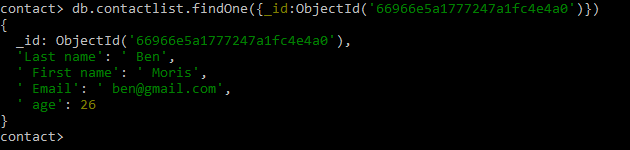 contact> db.contactlist.findOne({_id:ObjectId('66966e5a1777247a1fc4e4a0')})
{
  _id: ObjectId('66966e5a1777247a1fc4e4a0'),
  'Last name': ' Ben',
  ' First name': ' Moris',
  ' Email': ' ben@gmail.com',
  ' age': 26
}
contact>